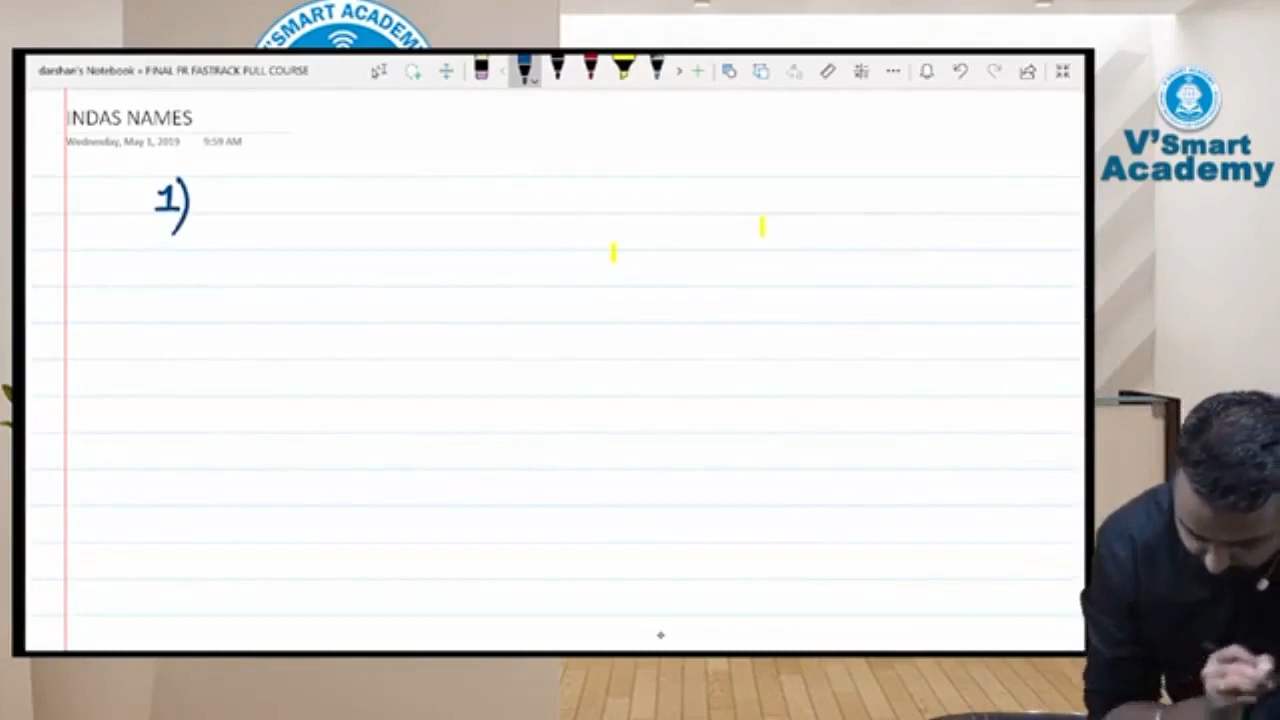 V'SMART ACADEMY
darshan's Notebook » FINAL FR FASTRACK FULL COURSE
INDAS NAMES
Wednesday, May 1, 2019 9:59 AM
1)
V'Smart
Academy